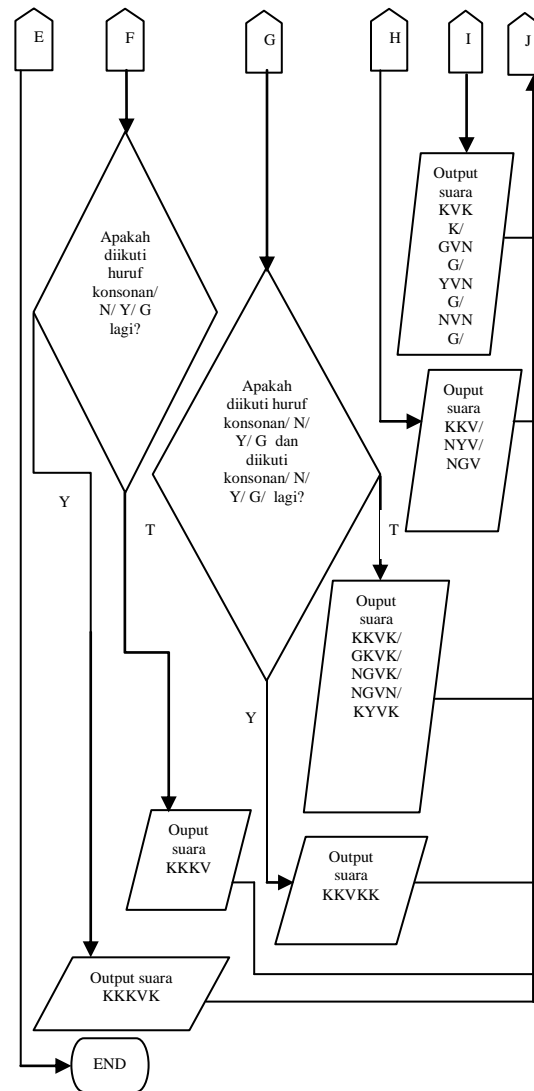 E
F
G
H
I
J
Apakah
diikuti
huruf
konsonan/
N/ Y/ G
lagi?
Y
T
Apakah
diikuti huruf
konsonan/ N/
Y/ G dan
diikuti
konsonan/ N/
Y/ G/ lagi?
T
Y
Output
suara
KVK
K/
GVN
G/
YVN
G/
NVN
G/
Ouput
suara
KKV/
NYV/
NGV
Ouput
suara
KKVK/
GKVK/
NGVK/
NGVN/
KYVK
Ouput
suara
KKKV
Output
suara
KKVKK
Output suara
KKKVK
END